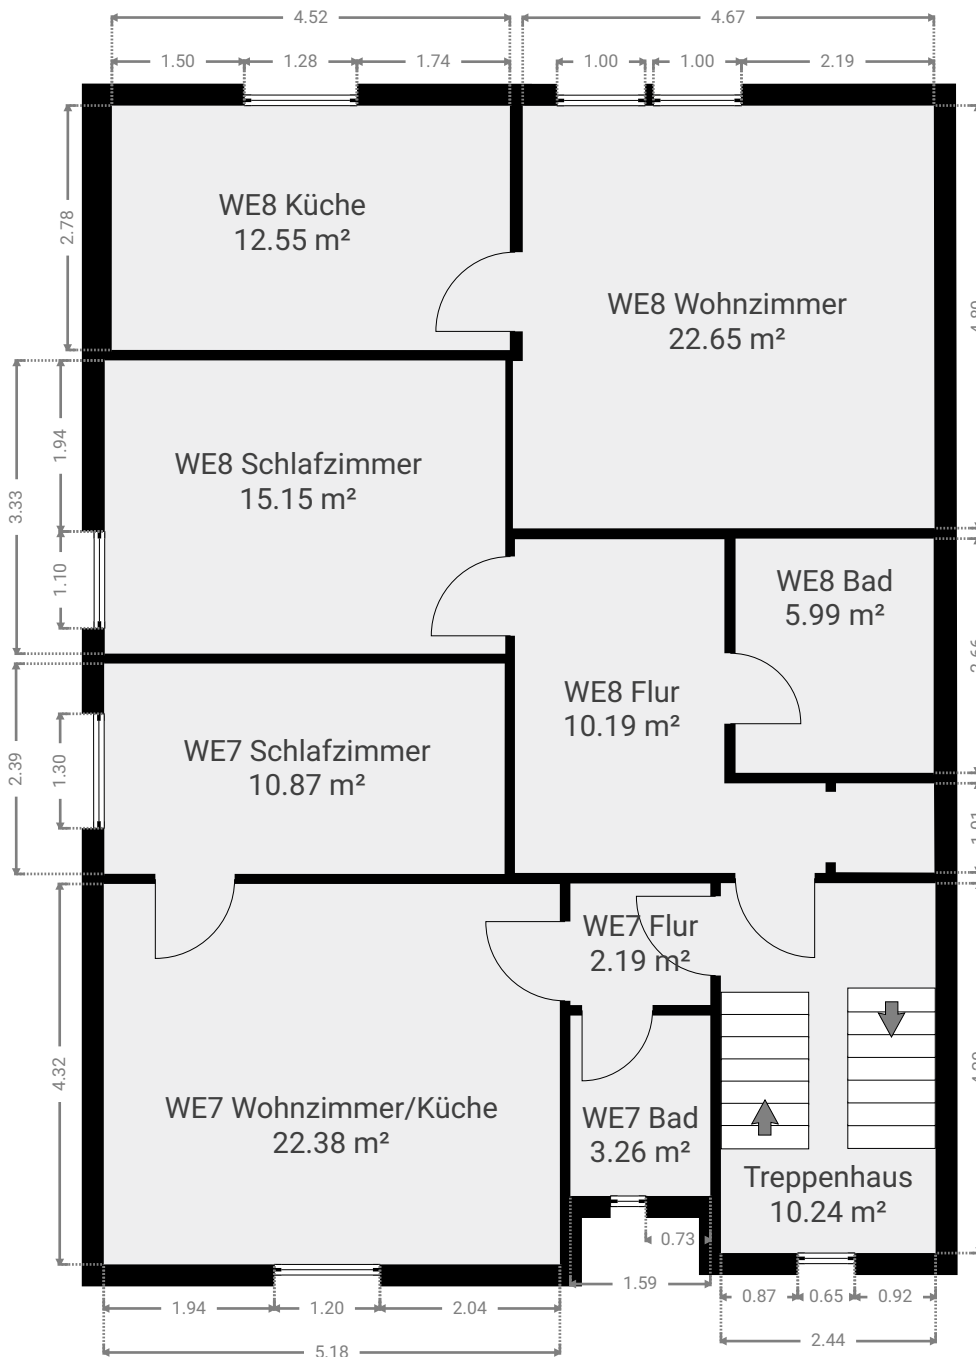 4.52
4.67
1.50
1.28
1.74
1.00
1.00
2.19
WE8 Küche
12.55 m²
2.78
WE8 Wohnzimmer
22.65 m²
WE8 Schlafzimmer
15.15 m²
1.94
3.33
1.10
WE8 Bad
5.99 m²
WE8 Flur
10.19 m²
WE7 Schlafzimmer
10.87 m²
2.39
1.30
WE7 Flur
2.19 m²
4.32
WE7 Wohnzimmer/Küche
22.38 m²
WE7 Bad
3.26 m²
Treppenhaus
10.24 m²
0.73
1.59
1.94
1.20
2.04
5.18
0.87
0.65
0.92
2.44